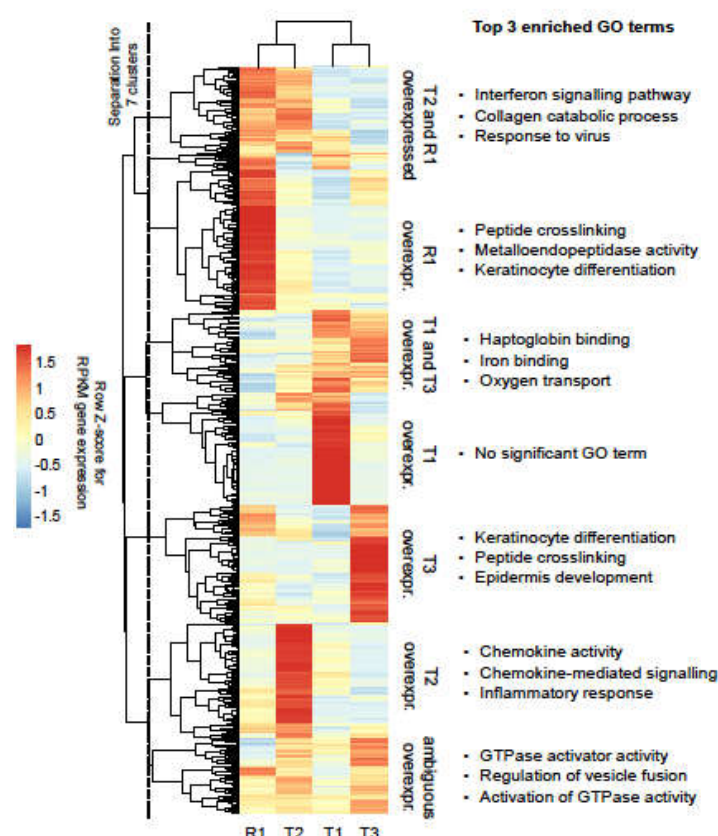 Top 3 enriched GO terms
Separation Into
7 clusters
T2 and R1
overexpressed
▪ Interferon signalling pathway
▪ Collagen catabolic process
▪ Response to virus
R1
overexpr.
▪ Peptide crosslinking
▪ Metalloendopeptidase activity
▪ Keratinocyte differentiation
T1 and T3
overexpr.
▪ Haptoglobin binding
▪ Iron binding
▪ Oxygen transport
T1
overexpr.
▪ No significant GO term
T3
overexpr.
▪ Keratinocyte differentiation
▪ Peptide crosslinking
▪ Epidermis development
T2
overexpr.
▪ Chemokine activity
▪ Chemokine-mediated signalling
▪ Inflammatory response
ambiguous
overexpr.
▪ GTPase activator activity
▪ Regulation of vesicle fusion
▪ Activation of GTPase activity
1.5
1
0.5
0
-0.5
-1
-1.5
Row Z-score for
RPKM gene expression
R1 T2 T1 T3